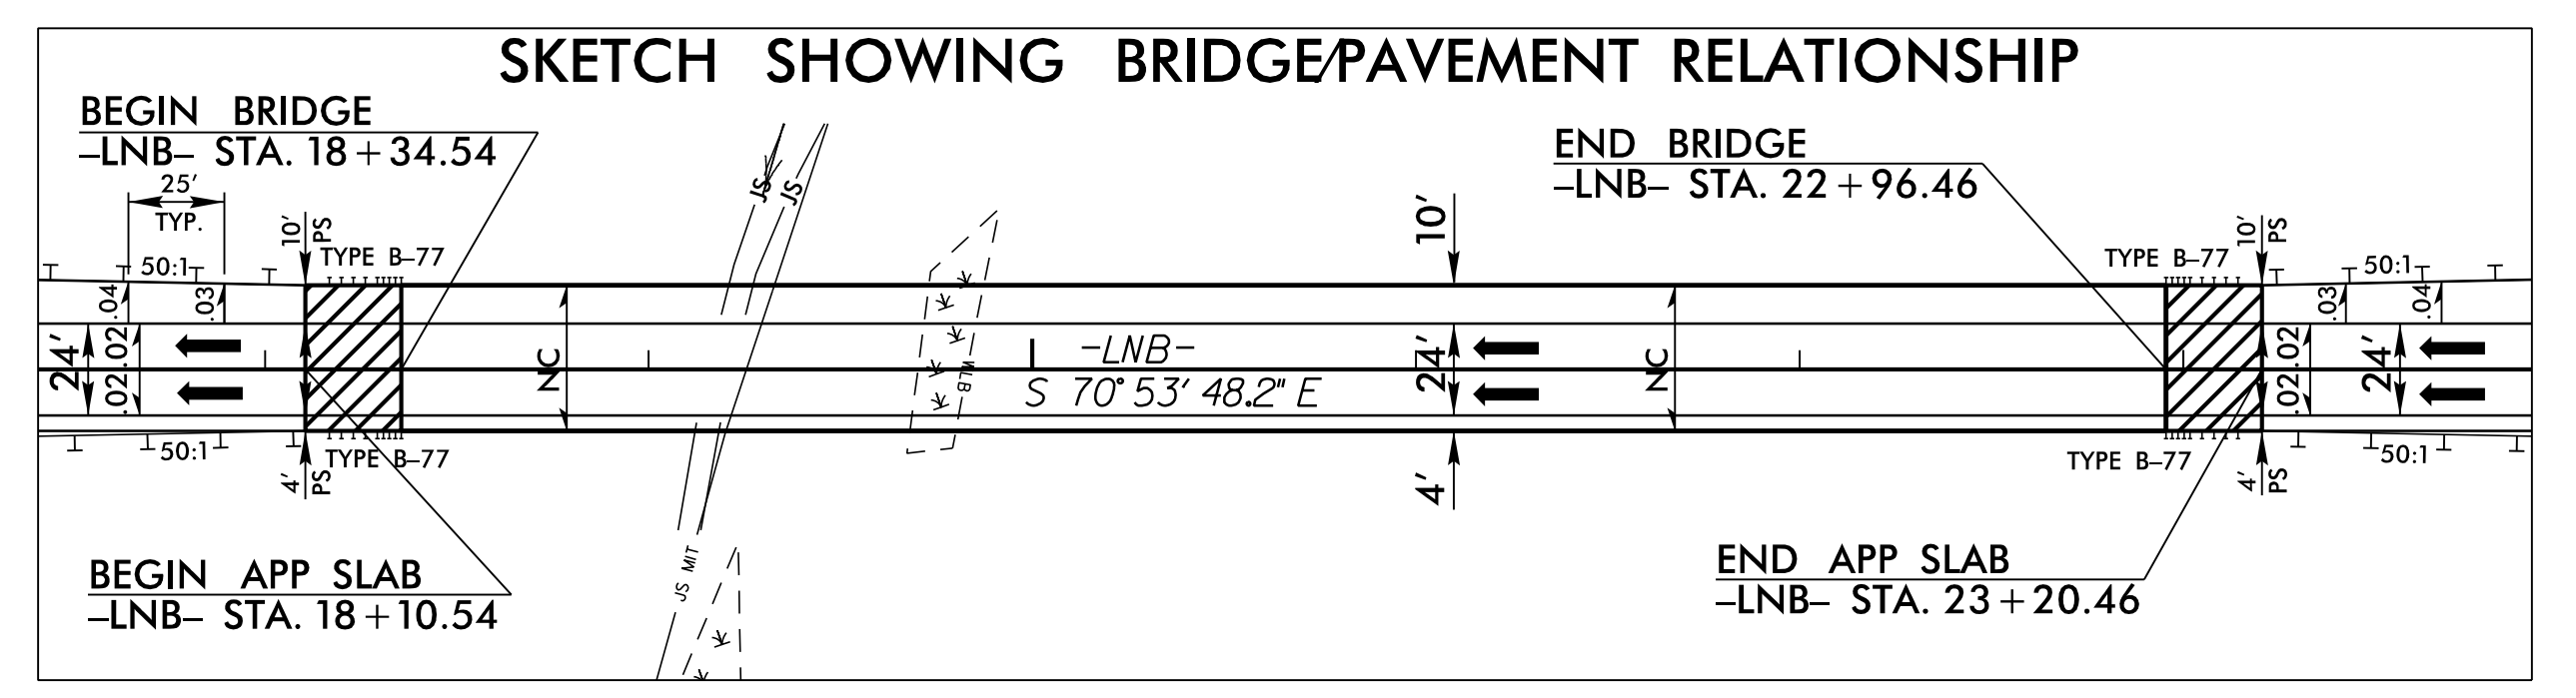 SKETCH SHOWING BRIDGE/PAVEMENT RELATIONSHIP
BEGIN BRIDGE
–LNB– STA. 18+34.54
END BRIDGE
–LNB– STA. 22+96.46
25'
TYP.
10'
PS
TYPE B–77
10'
TYPE B–77
10'
PS
JS
JS
50:1
50:1
.04
.03
.03
.04
24'
.02
.02
NC
-LNB-
S 70° 53' 48.2" E
WLB
24'
NC
.02
.02
24'
50:1
4'
PS
TYPE B–77
4'
TYPE B–77
4'
PS
50:1
JS MIT
BEGIN APP SLAB
–LNB– STA. 18+10.54
END APP SLAB
–LNB– STA. 23+20.46